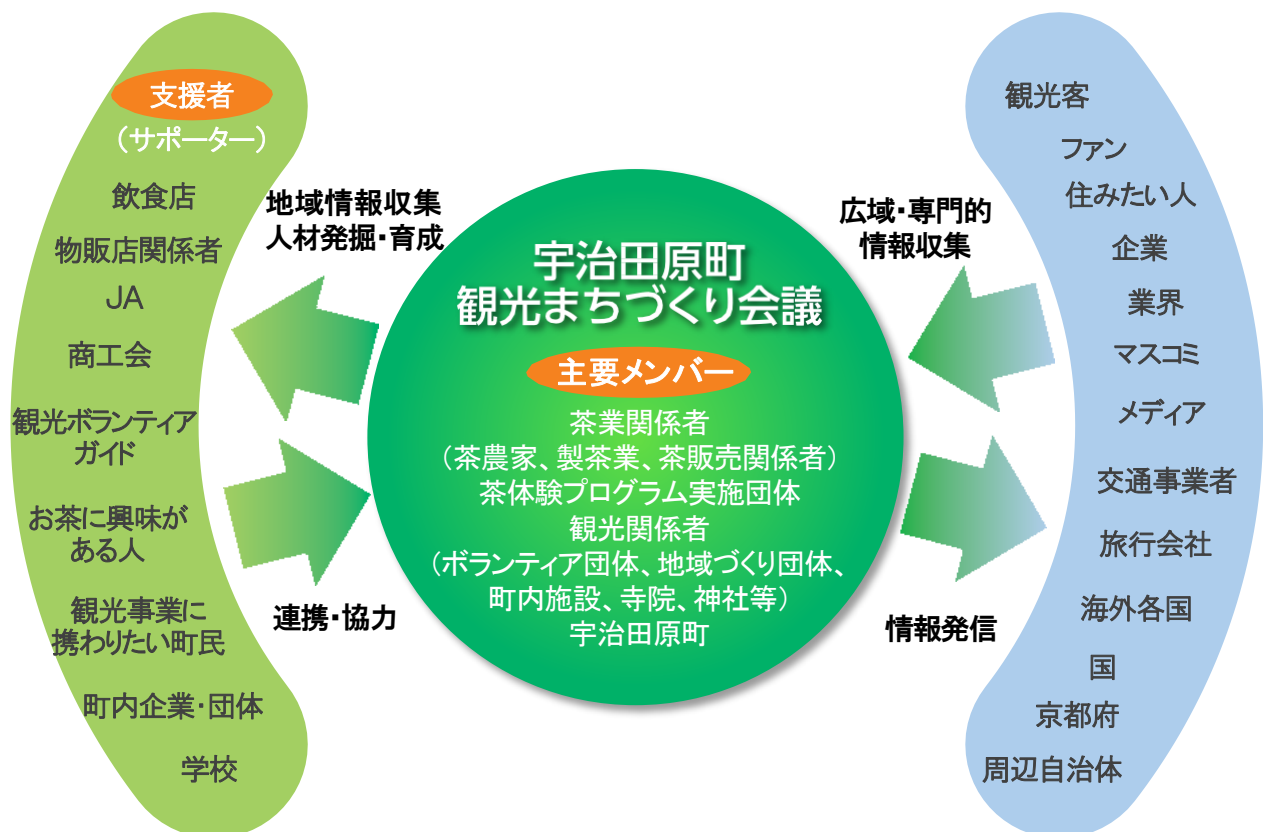 支援者
（サポーター）
飲食店
物販店関係者
JA
商工会
観光ボランティア
ガイド
お茶に興味が
ある人
観光事業に
携わりたい町民
町内企業・団体
学校
地域情報収集
人材発掘・育成
連携・協力
宇治田原町
観光まちづくり会議
主要メンバー
茶業関係者
（茶農家、製茶業、茶販売関係者）
茶体験プログラム実施団体
観光関係者
（ボランティア団体、地域づくり団体、
町内施設、寺院、神社等）
宇治田原町
広域・専門的
情報収集
情報発信
観光客
ファン
住みたい人
企業
業界
マスコミ
メディア
交通事業者
旅行会社
海外各国
国
京都府
周辺自治体